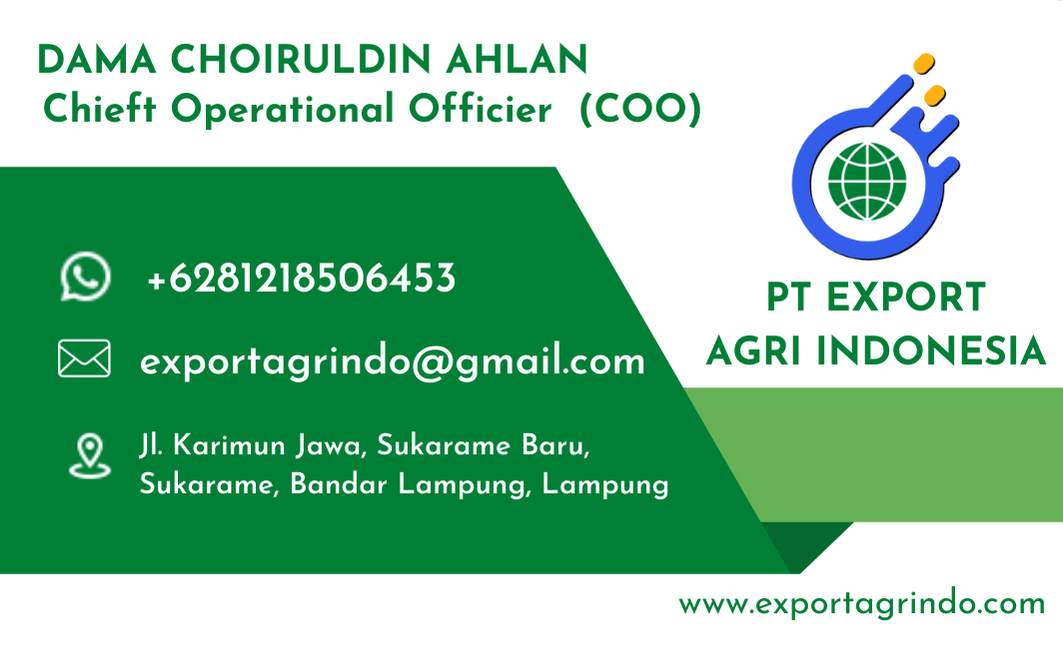 DAMA CHOIRULDIN AHLAN
Chieft Operational Officier (COO)
+6281218506453
exportagrindo@gmail.com
Jl. Karimun Jawa, Sukarame Baru,
Sukarame, Bandar Lampung, Lampung
PT EXPORT
AGRI INDONESIA
www.exportagrindo.com